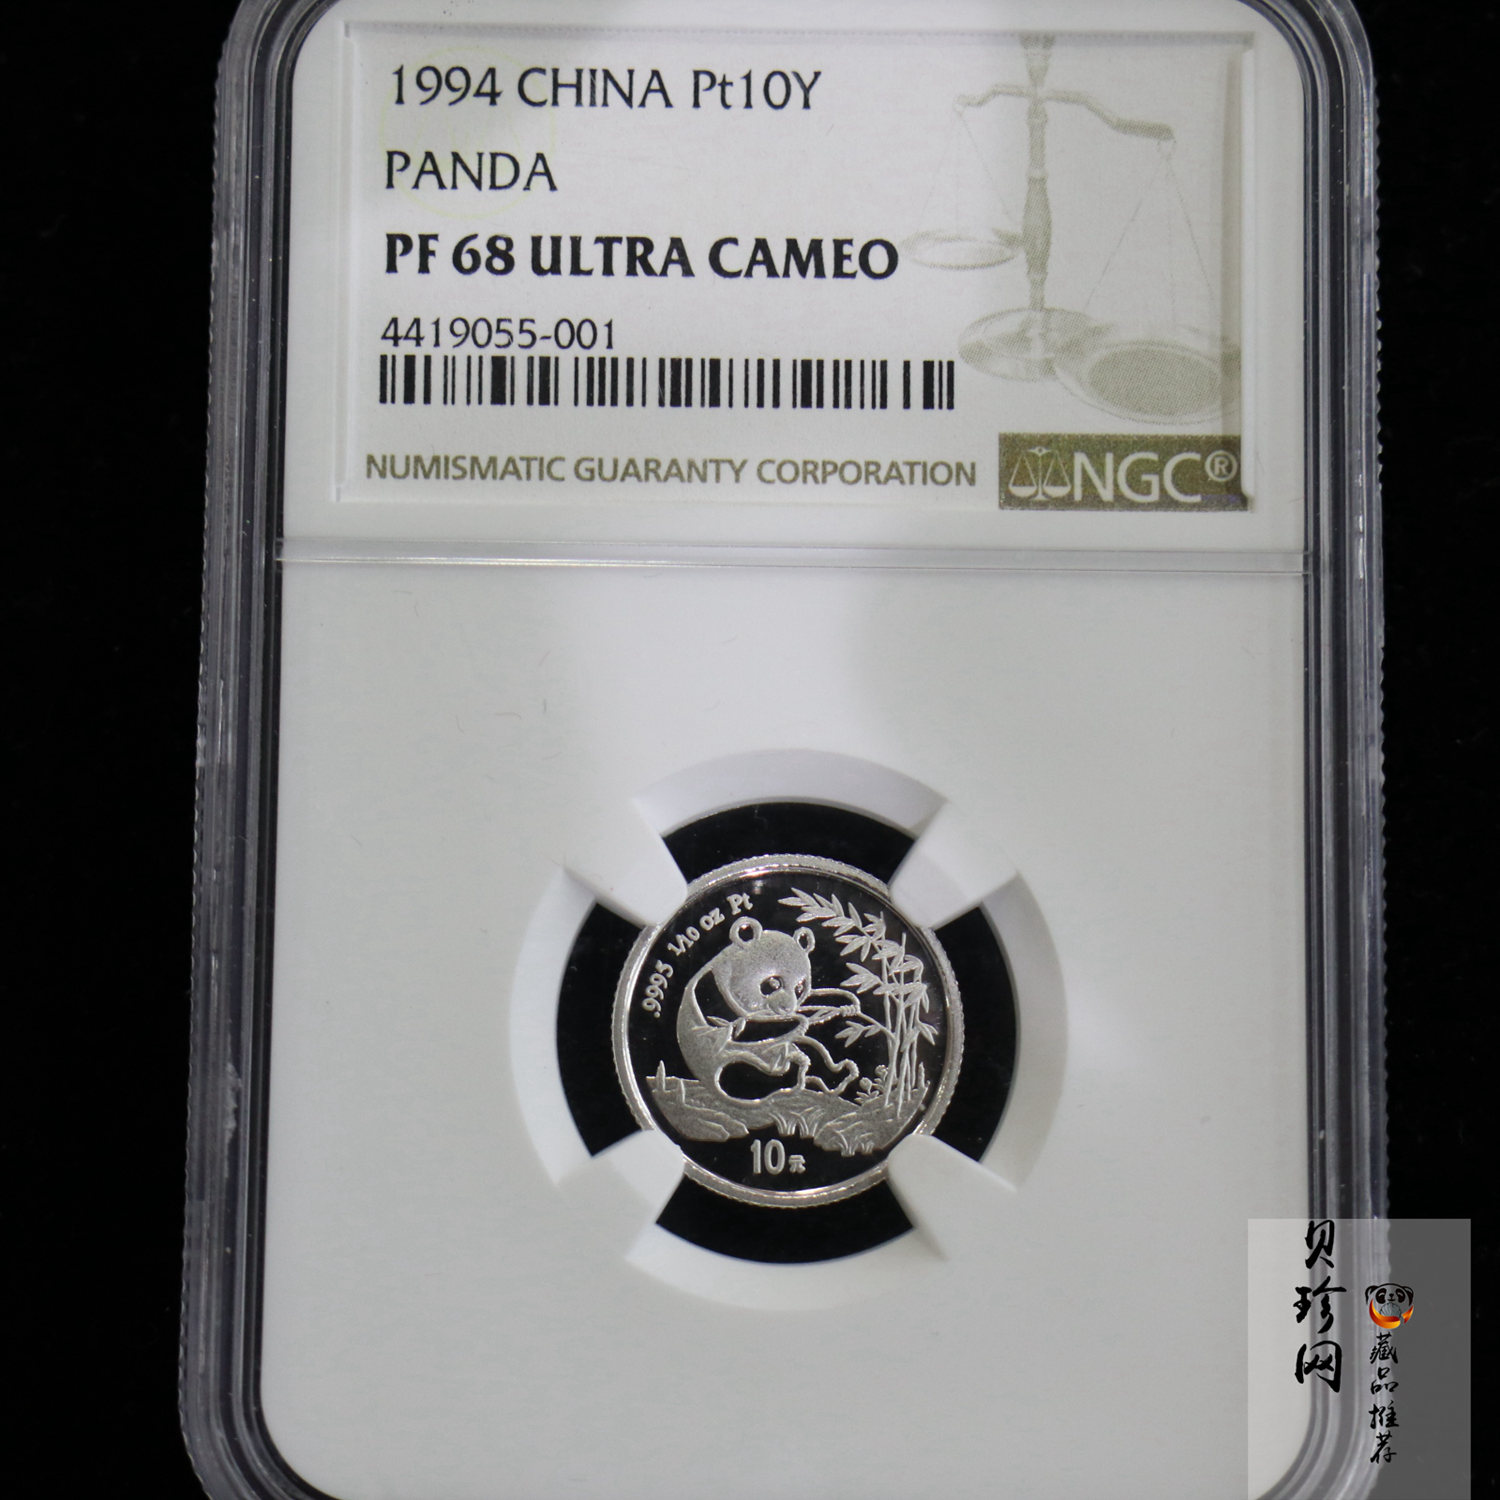 1994 CHINA Pt10Y
PANDA
PF 68 ULTRA CAMEO
4419055-001
NUMISMATIC GUARANTY CORPORATION
NGC®
.9995 1/10 oz Pt
10元
贝珍网
藏品推荐